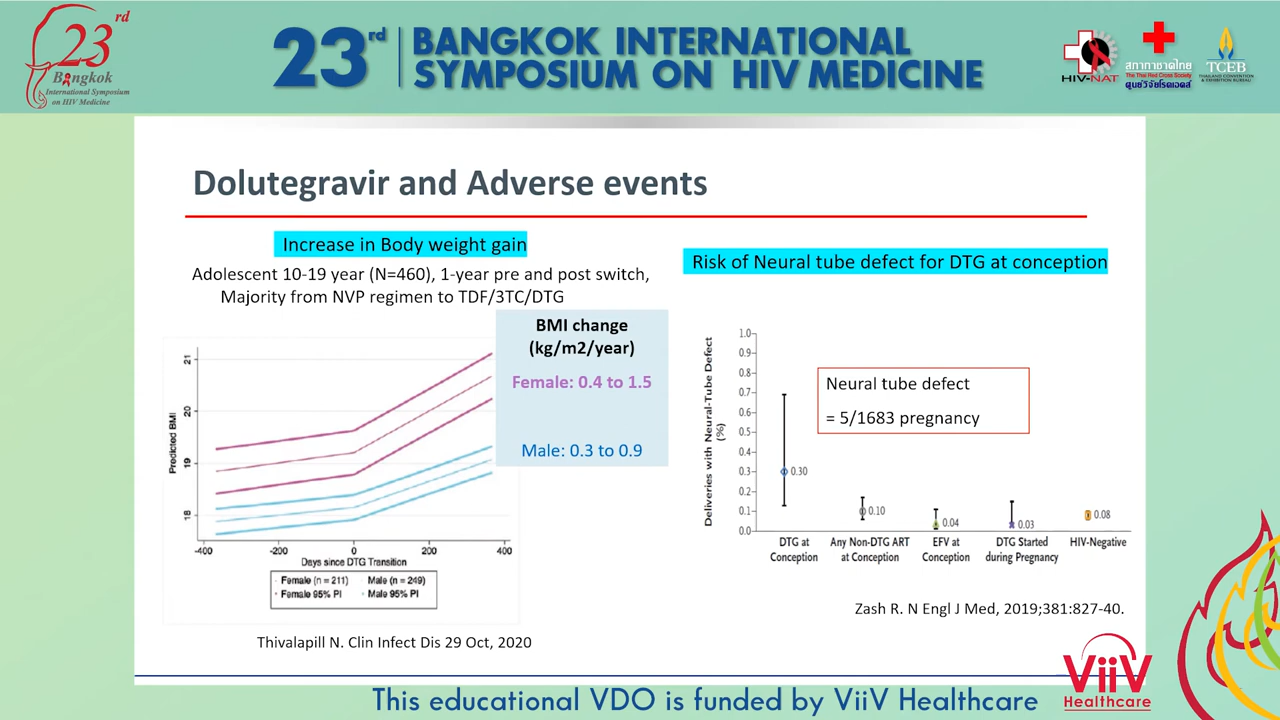 23rd
Bangkok
International Symposium
on HIV Medicine
23rd BANGKOK INTERNATIONAL
SYMPOSIUM ON HIV MEDICINE
HIV-NAT
สภากาชาดไทย
The Thai Red Cross Society
ศูนย์วิจัยโรคเอดส์
TCEB
THAILAND CONVENTION
& EXHIBITION BUREAU
Dolutegravir and Adverse events
Increase in Body weight gain
Adolescent 10-19 year (N=460), 1-year pre and post switch,
Majority from NVP regimen to TDF/3TC/DTG
BMI change
(kg/m2/year)
Female: 0.4 to 1.5
Male: 0.3 to 0.9
Predicted BMI
21
20
19
18
-400
-200
0
200
400
Days since DTG Transition
Female (n = 211)
Male (n = 249)
Female 95% PI
Male 95% PI
Thivalapill N. Clin Infect Dis 29 Oct, 2020
Risk of Neural tube defect for DTG at conception
Deliveries with Neural-Tube Defect
(%)
1.0
0.9
0.8
0.7
0.6
0.5
0.4
0.3
0.2
0.1
0.0
Neural tube defect
= 5/1683 pregnancy
0.30
0.10
0.04
0.03
0.08
DTG at
Conception
Any Non-DTG ART
at Conception
EFV at
Conception
DTG Started
during Pregnancy
HIV-Negative
Zash R. N Engl J Med, 2019;381:827-40.
ViiV
Healthcare
This educational VDO is funded by ViiV Healthcare